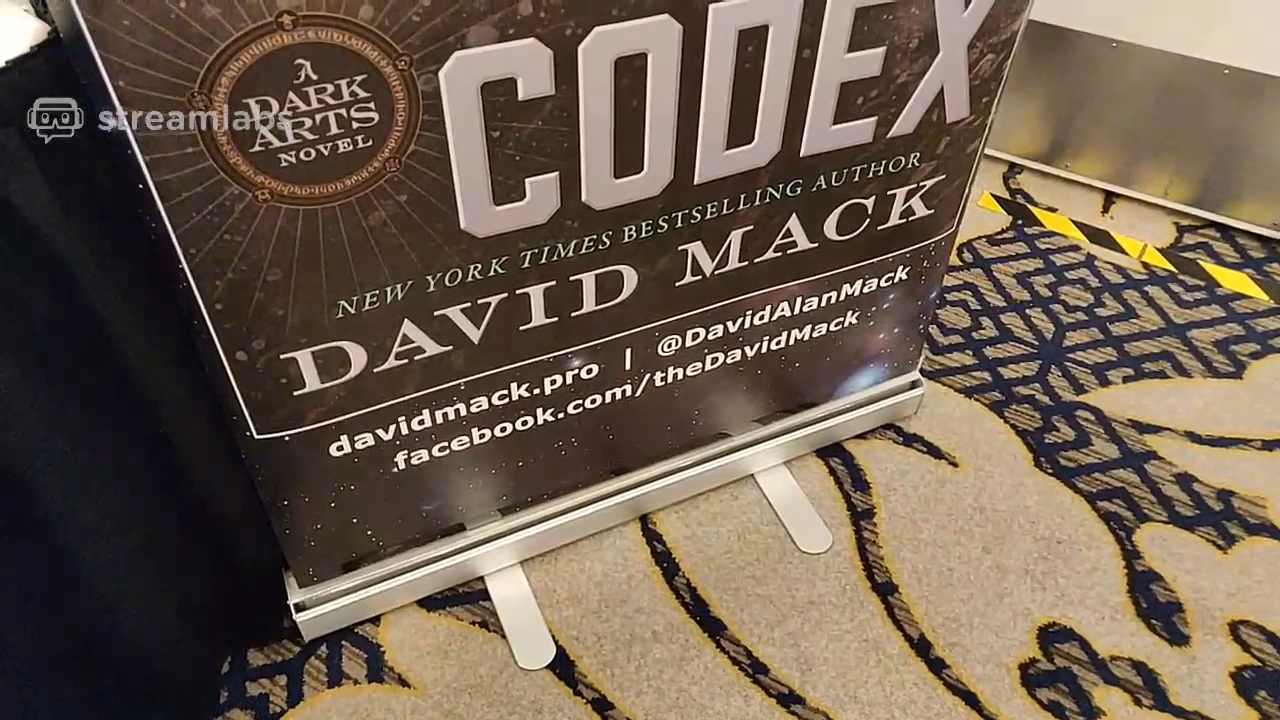 streamlabs
A
DARK
ARTS
NOVEL
CODEX
NEW YORK TIMES BESTSELLING AUTHOR
DAVID MACK
davidmack.pro | @DavidAlanMack
facebook.com/theDavidMack